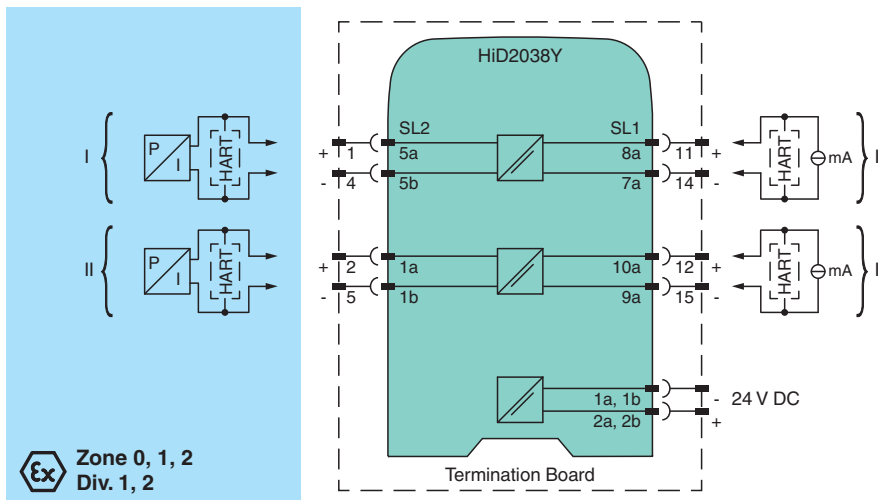 HiD2038Y
SL2
SL1
I
P
I
HART
+
1
5a
8a
11
+
HART
mA
I
-
4
5b
7a
14
-
II
P
I
HART
+
2
1a
10a
12
+
HART
mA
I
-
5
1b
9a
15
-
1a, 1b
-
24 V DC
2a, 2b
+
Ex
Zone 0, 1, 2
Div. 1, 2
Termination Board